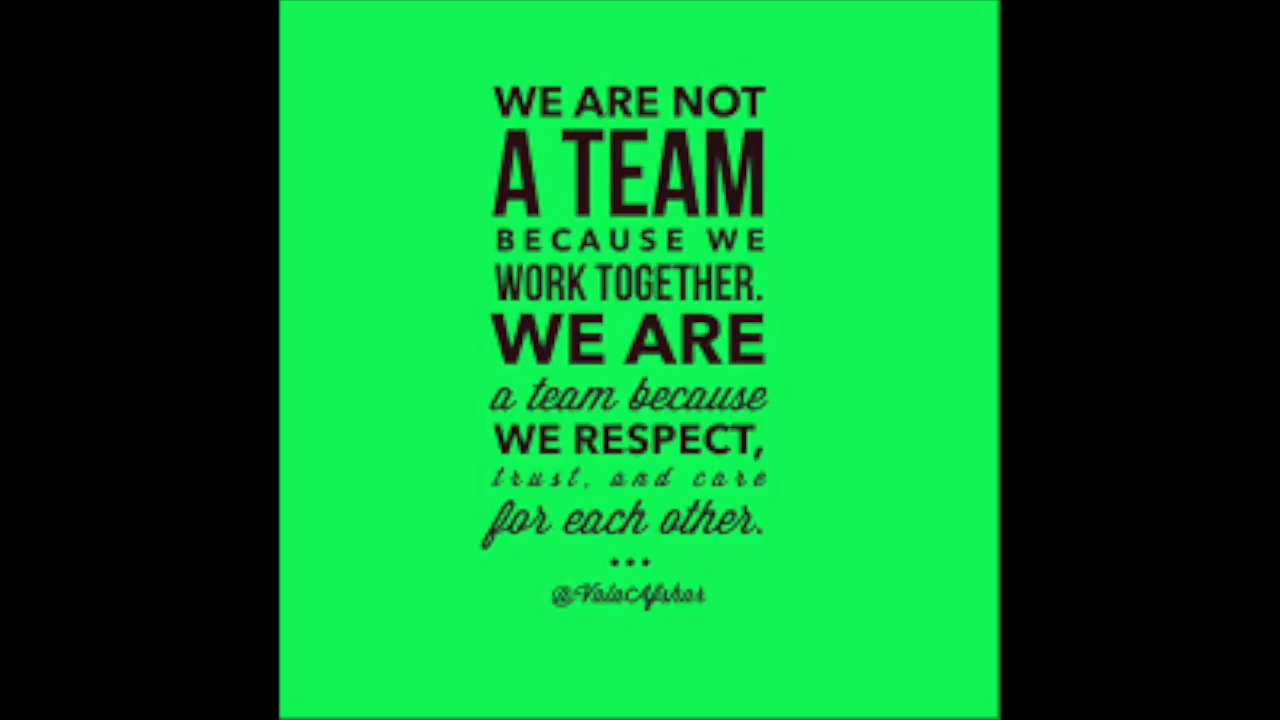 WE ARE NOT
A TEAM
BECAUSE WE
WORK TOGETHER.
WE ARE
a team because
WE RESPECT,
trust, and care
for each other.
•••
@ValaAfshar